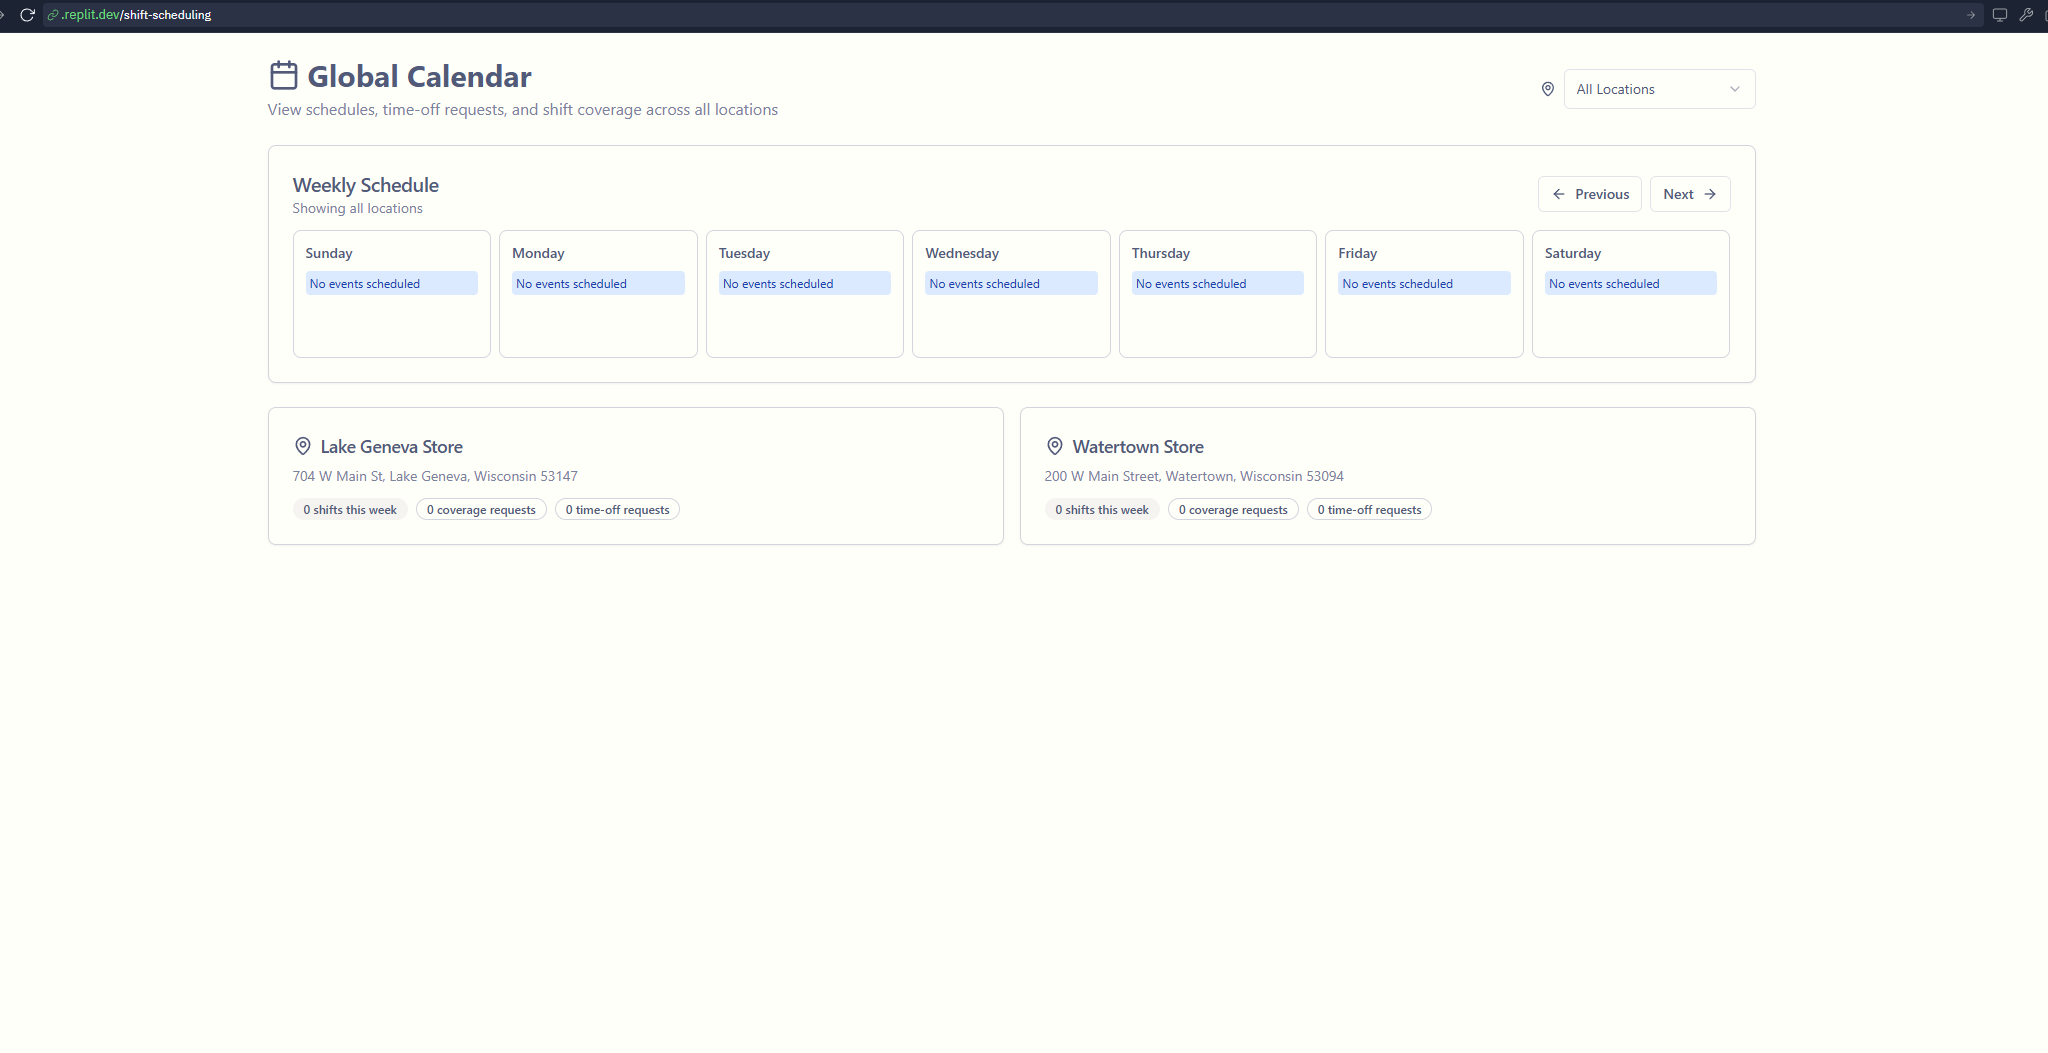 .replit.dev/shift-scheduling
Global Calendar
View schedules, time-off requests, and shift coverage across all locations
All Locations
Weekly Schedule
Showing all locations
Previous
Next
Sunday
No events scheduled
Monday
No events scheduled
Tuesday
No events scheduled
Wednesday
No events scheduled
Thursday
No events scheduled
Friday
No events scheduled
Saturday
No events scheduled
Lake Geneva Store
704 W Main St, Lake Geneva, Wisconsin 53147
0 shifts this week
0 coverage requests
0 time-off requests
Watertown Store
200 W Main Street, Watertown, Wisconsin 53094
0 shifts this week
0 coverage requests
0 time-off requests